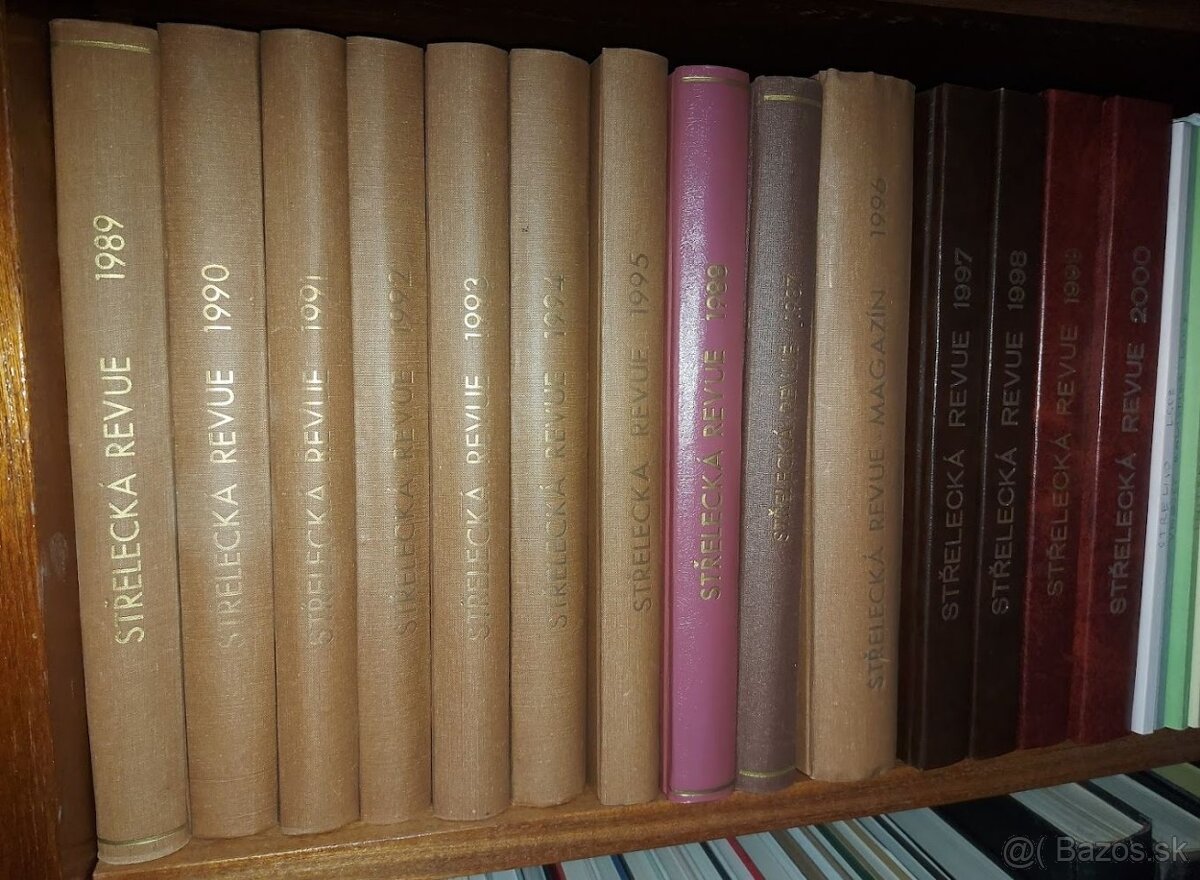 STŘELECKÁ REVUE 1989
STŘELECKÁ REVUE 1990
STŘELECKÁ REVUE 1991
STŘELECKÁ REVUE 1992
STŘELECKÁ REVUE 1993
STŘELECKÁ REVUE 1994
STŘELECKÁ REVUE 1995
STŘELECKÁ REVUE 1988
STŘELECKÁ REVUE 1987
STŘELECKÁ REVUE MAGAZÍN 1996
STŘELECKÁ REVUE 1997
STŘELECKÁ REVUE 1998
STŘELECKÁ REVUE 1999
STŘELECKÁ REVUE 2000
@( Bazos.sk